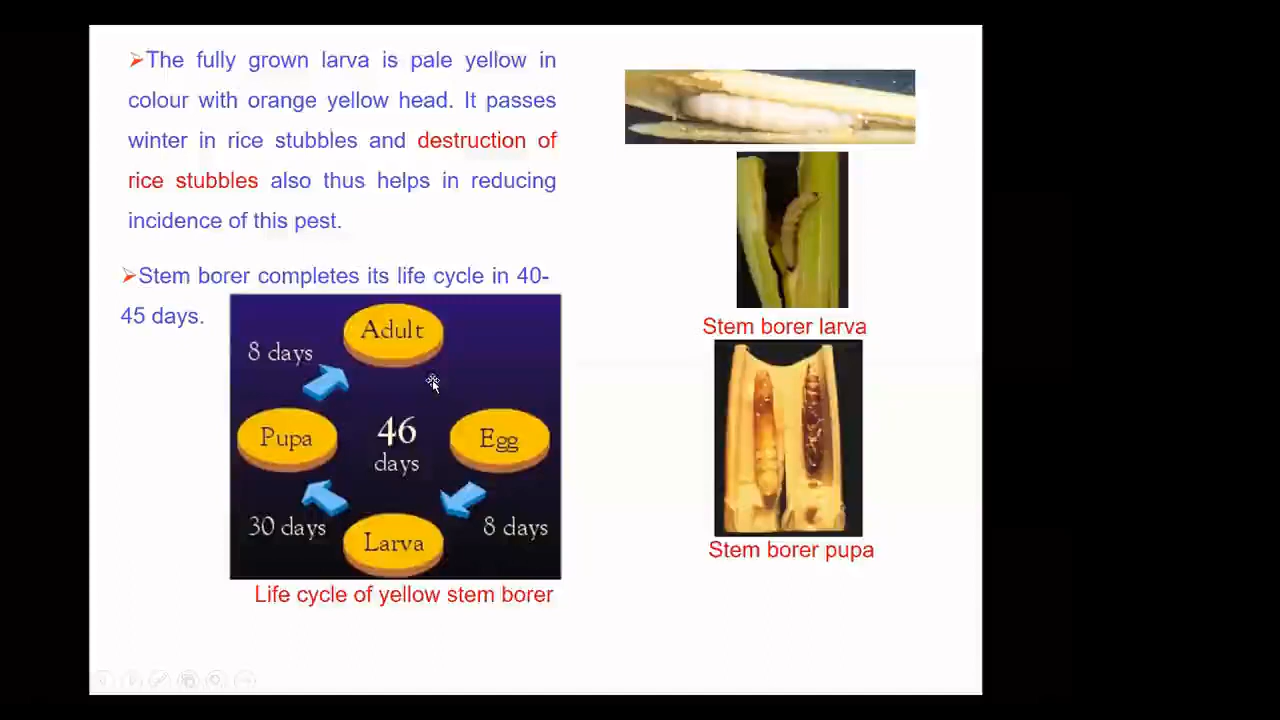 ➢The fully grown larva is pale yellow in
colour with orange yellow head. It passes
winter in rice stubbles and destruction of
rice stubbles also thus helps in reducing
incidence of this pest.
➢Stem borer completes its life cycle in 40-
45 days.
Adult
8 days
Pupa
46
days
Egg
30 days
Larva
8 days
Life cycle of yellow stem borer
Stem borer larva
Stem borer pupa